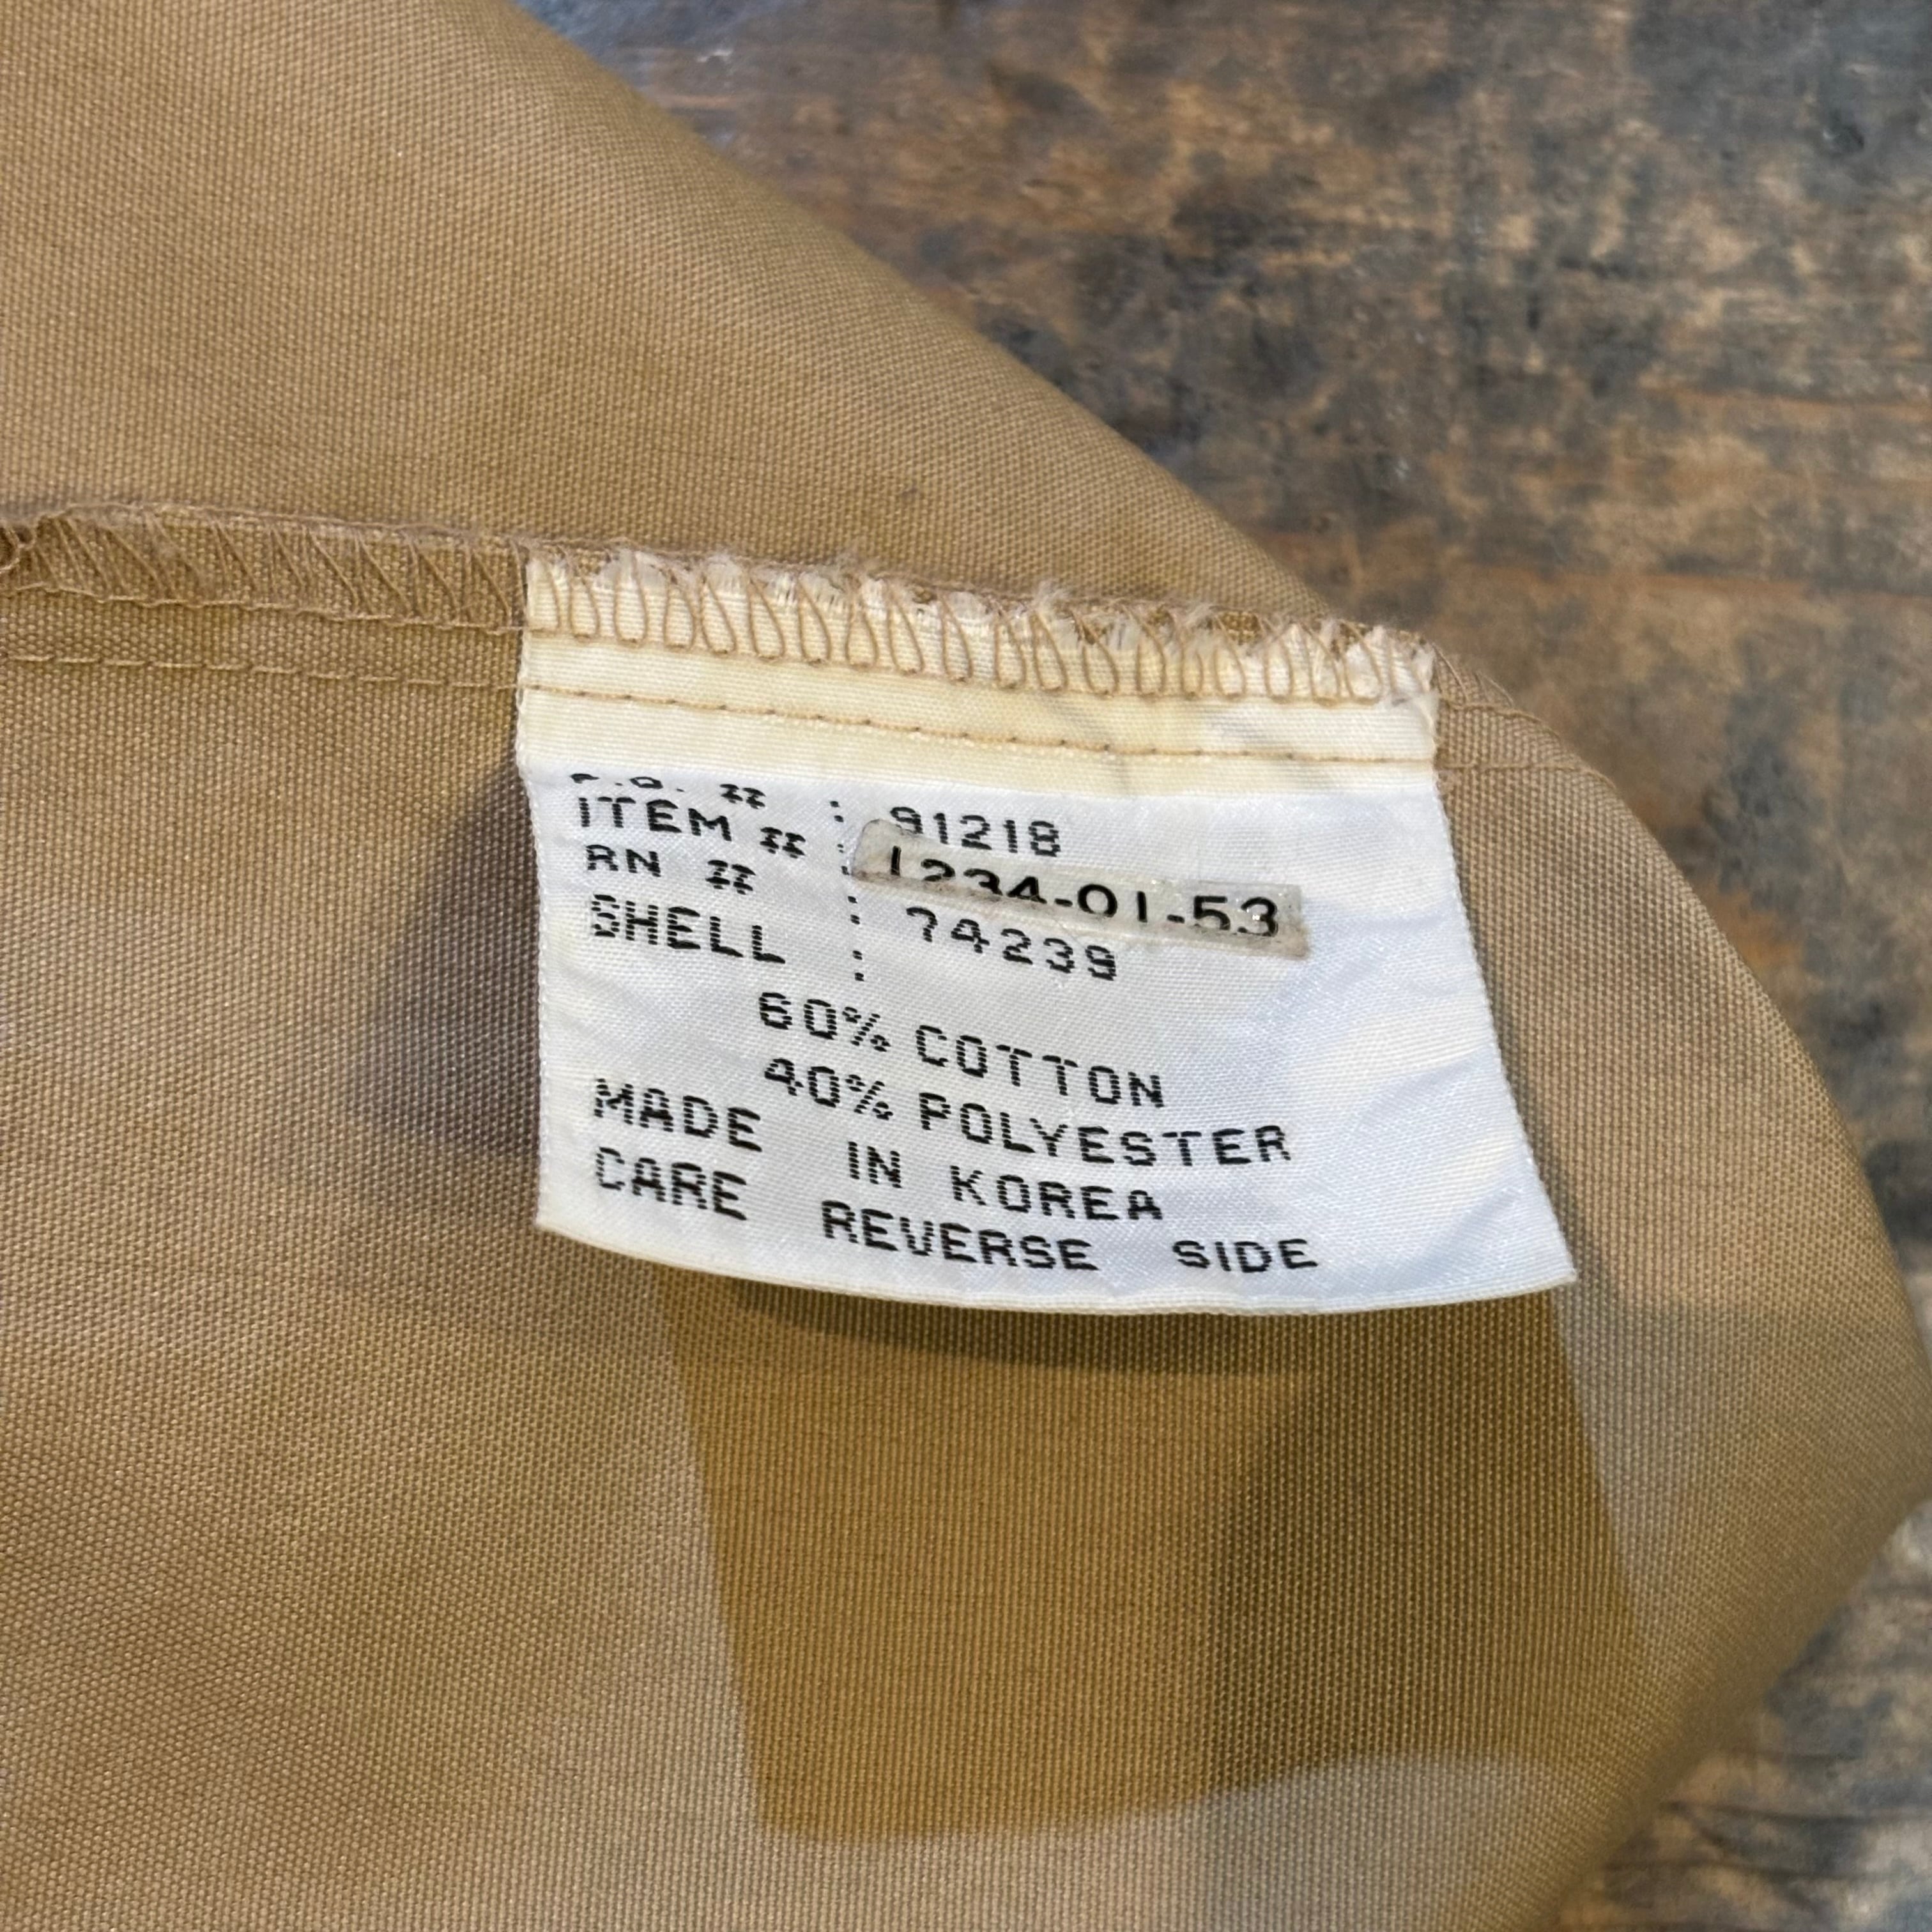 P.O. # : 91218
ITEM # : 1234-01-53
RN # : 74239
SHELL :
60% COTTON
40% POLYESTER
MADE IN KOREA
CARE REVERSE SIDE